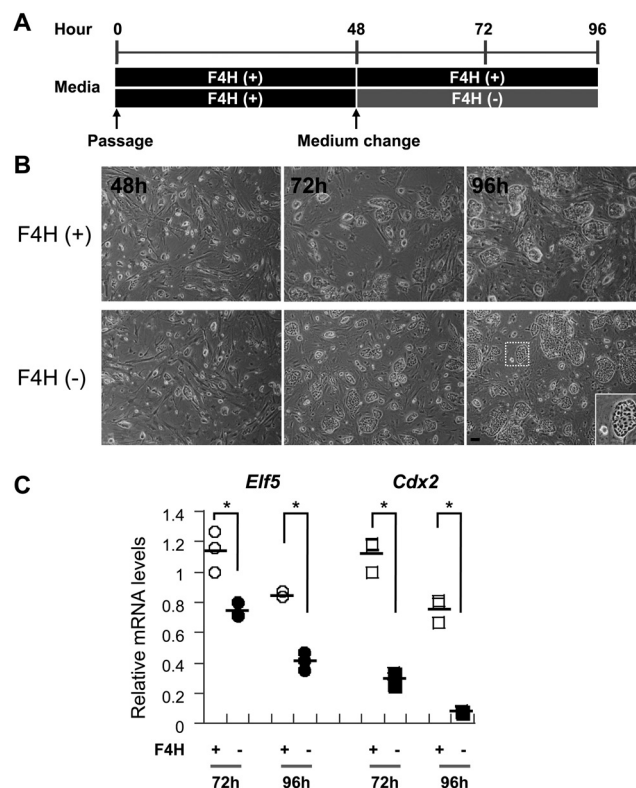 A
Hour 0 48 72 96
Media F4H (+) F4H (+)
F4H (+) F4H (-)
Passage Medium change
B
48h 72h 96h
F4H (+)
F4H (-)
C
Elf5 Cdx2
* * * *
1.4
1.2
1
0.8
0.6
0.4
0.2
0
Relative mRNA levels
F4H + - + - + - + -
72h 96h 72h 96h